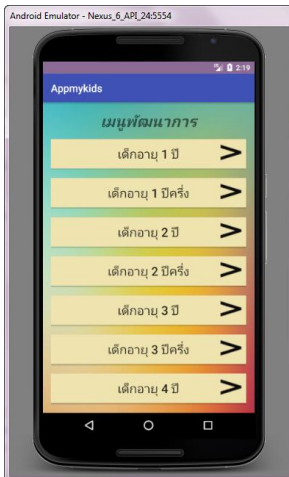 Android Emulator - Nexus_6_API_24:5554
2:19
Appmykids
เมนูพัฒนาการ
เด็กอายุ 1 ปี >
เด็กอายุ 1 ปีครึ่ง >
เด็กอายุ 2 ปี >
เด็กอายุ 2 ปีครึ่ง >
เด็กอายุ 3 ปี >
เด็กอายุ 3 ปีครึ่ง >
เด็กอายุ 4 ปี >